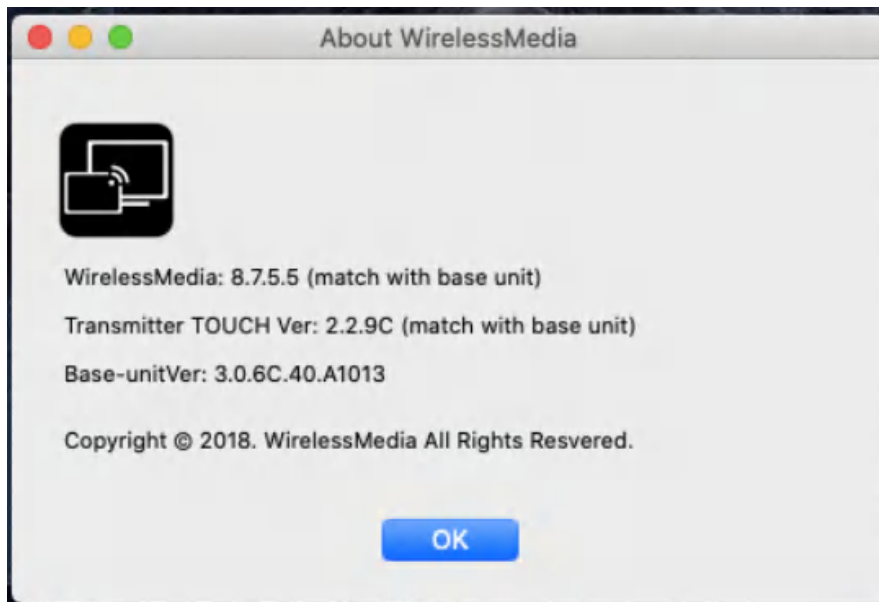 About WirelessMedia
WirelessMedia: 8.7.5.5 (match with base unit)
Transmitter TOUCH Ver: 2.2.9C (match with base unit)
Base-unitVer: 3.0.6C.40.A1013
Copyright © 2018. WirelessMedia All Rights Resvered.
OK